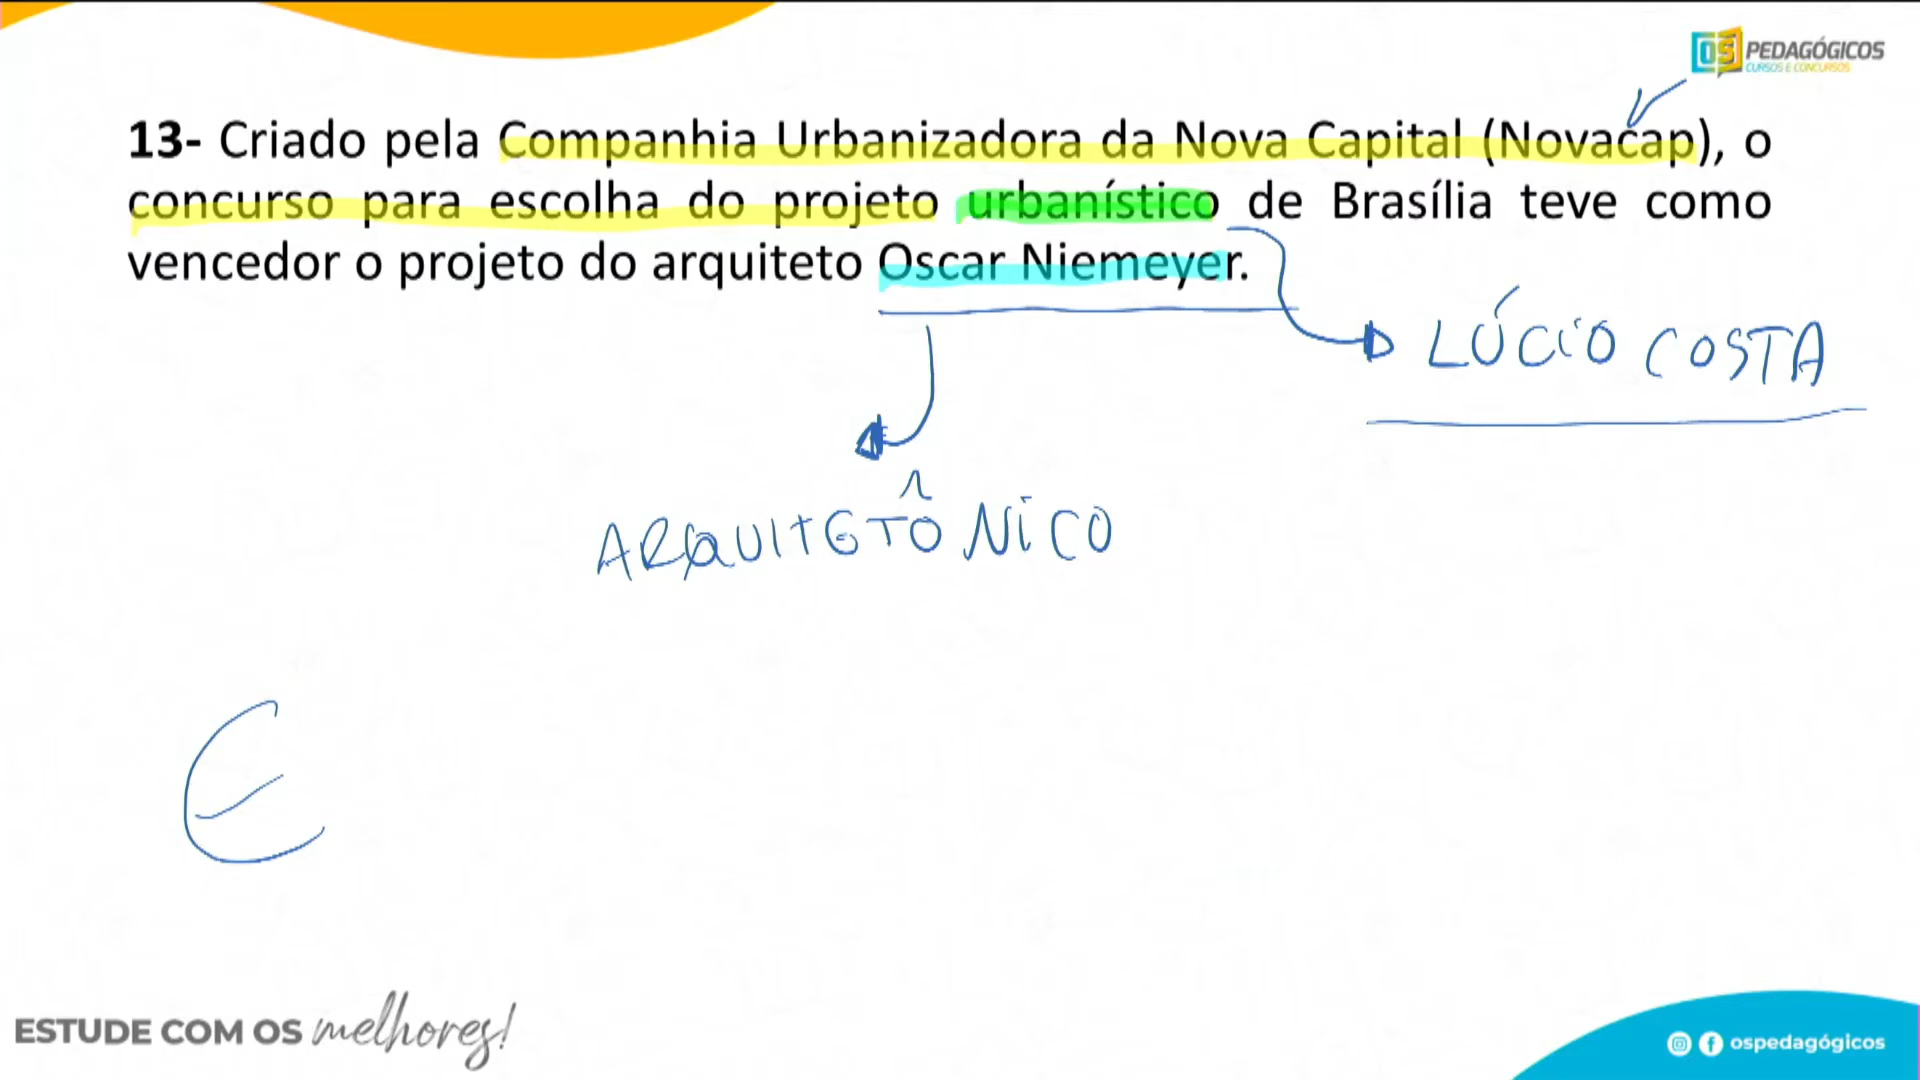 OS PEDAGÓGICOS
CURSOS E CONCURSOS
13- Criado pela Companhia Urbanizadora da Nova Capital (Novacap), o
concurso para escolha do projeto urbanístico de Brasília teve como
vencedor o projeto do arquiteto Oscar Niemeyer.
LÚCIO COSTA
ARQUITETÔNICO
E
ESTUDE COM OS melhores!
ospedagógicos